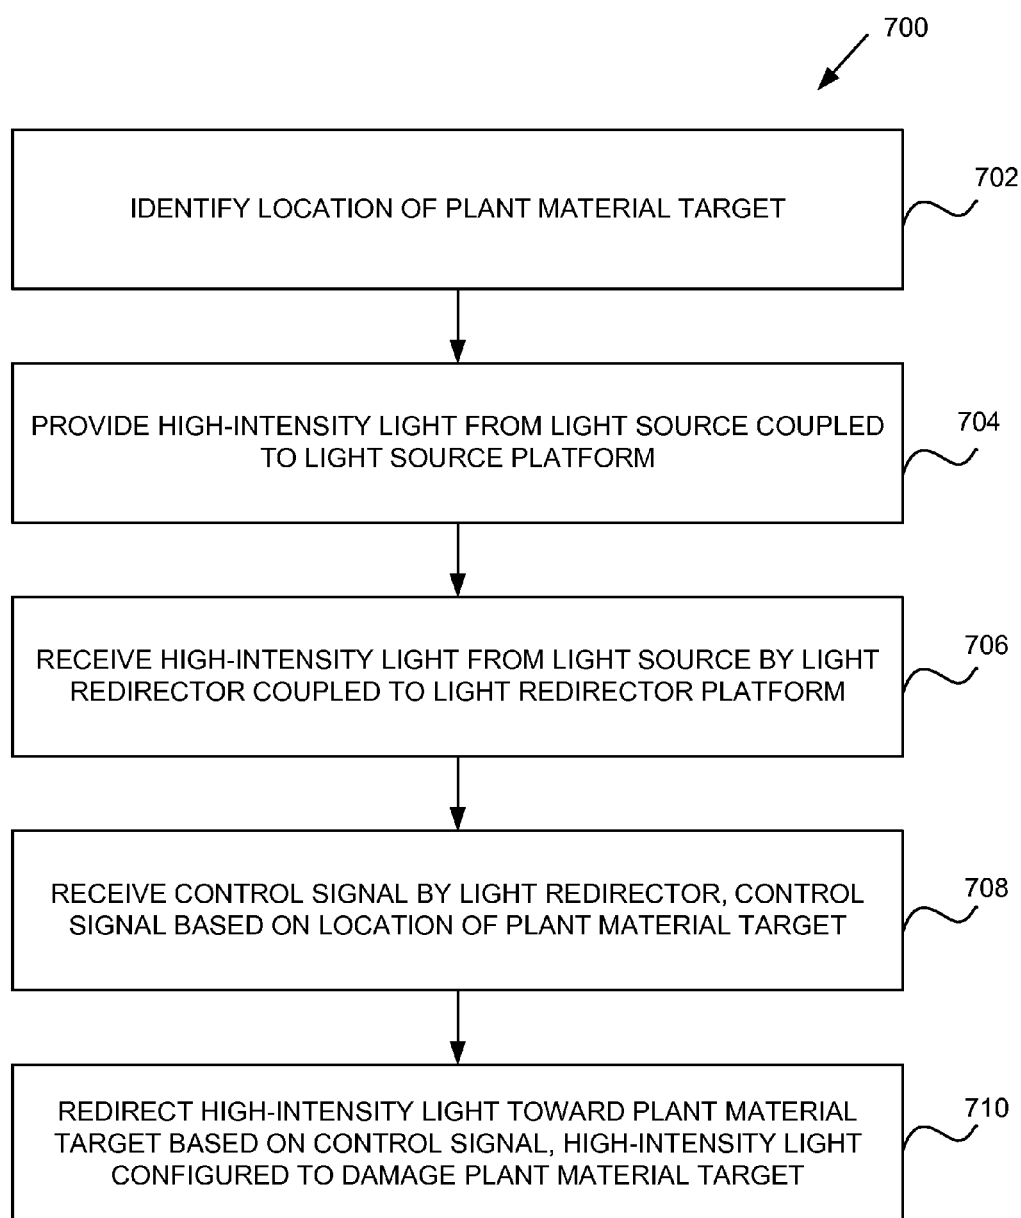 700
IDENTIFY LOCATION OF PLANT MATERIAL TARGET
702
PROVIDE HIGH-INTENSITY LIGHT FROM LIGHT SOURCE COUPLED
TO LIGHT SOURCE PLATFORM
704
RECEIVE HIGH-INTENSITY LIGHT FROM LIGHT SOURCE BY LIGHT
REDIRECTOR COUPLED TO LIGHT REDIRECTOR PLATFORM
706
RECEIVE CONTROL SIGNAL BY LIGHT REDIRECTOR, CONTROL
SIGNAL BASED ON LOCATION OF PLANT MATERIAL TARGET
708
REDIRECT HIGH-INTENSITY LIGHT TOWARD PLANT MATERIAL
TARGET BASED ON CONTROL SIGNAL, HIGH-INTENSITY LIGHT
CONFIGURED TO DAMAGE PLANT MATERIAL TARGET
710